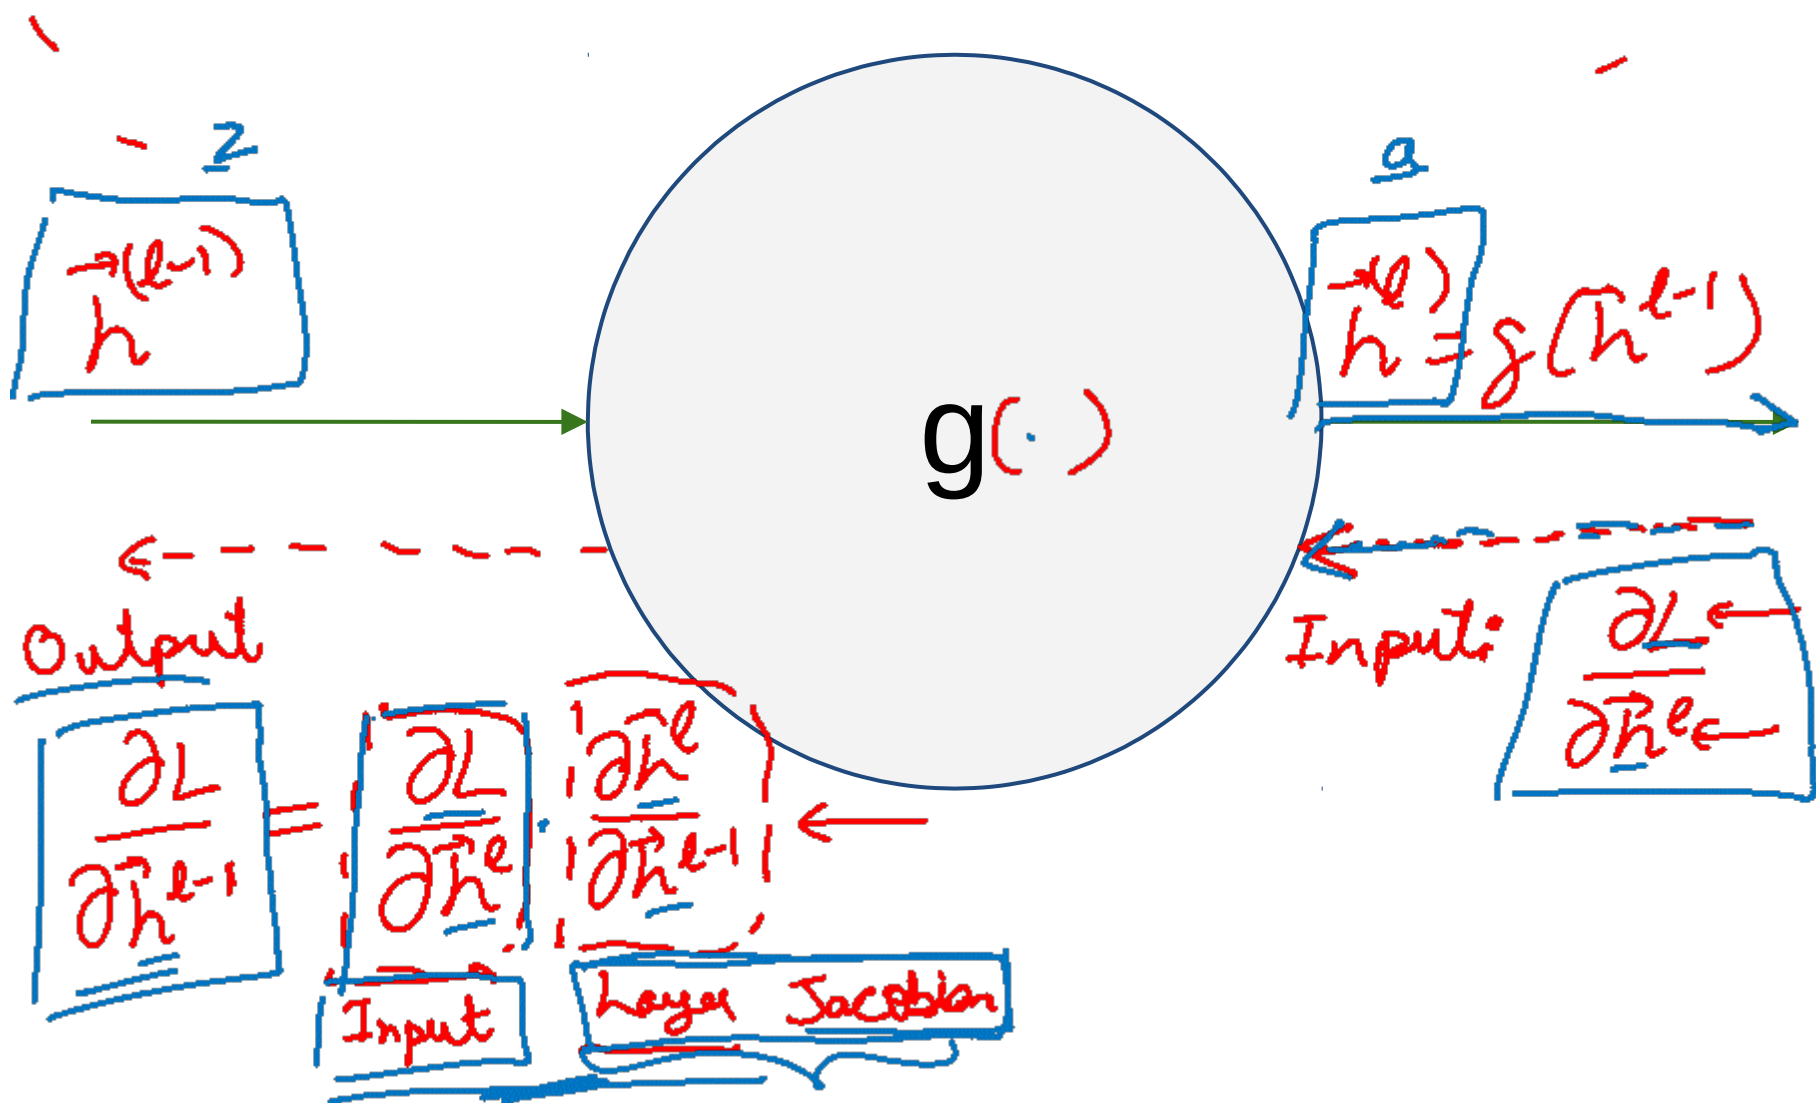 z
a
h⃗^(l-1)
h⃗^(l) = g(h⃗^{l-1})
g(·)
Output
Input:
∂L/∂h⃗^l
∂L/∂h⃗^{l-1} = ∂L/∂h⃗^l · ∂h⃗^l/∂h⃗^{l-1}
Input
Layer Jacobian